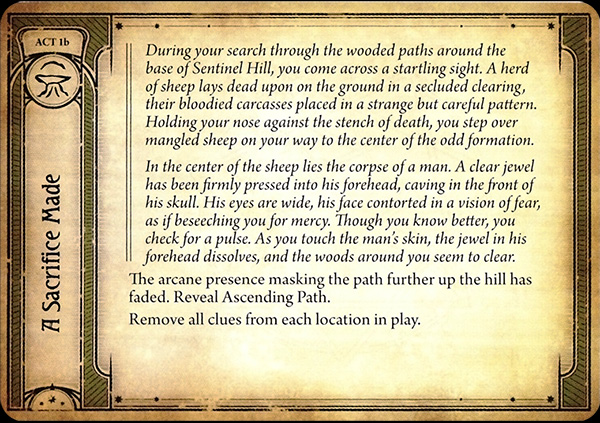 ACT 1b
A Sacrifice Made
During your search through the wooded paths around the
base of Sentinel Hill, you come across a startling sight. A herd
of sheep lays dead upon on the ground in a secluded clearing,
their bloodied carcasses placed in a strange but careful pattern.
Holding your nose against the stench of death, you step over
mangled sheep on your way to the center of the odd formation.
In the center of the sheep lies the corpse of a man. A clear jewel
has been firmly pressed into his forehead, caving in the front of
his skull. His eyes are wide, his face contorted in a vision of fear,
as if beseeching you for mercy. Though you know better, you
check for a pulse. As you touch the man's skin, the jewel in his
forehead dissolves, and the woods around you seem to clear.
The arcane presence masking the path further up the hill has
faded. Reveal Ascending Path.
Remove all clues from each location in play.